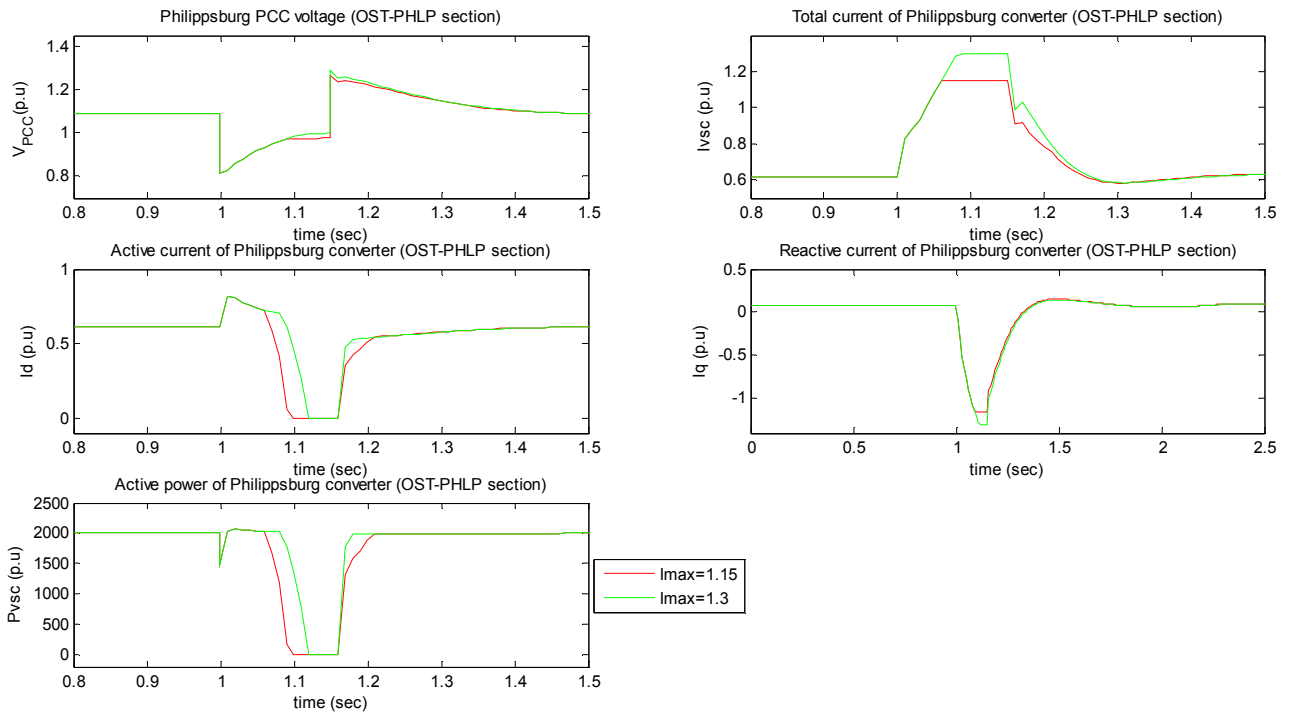 Philippsburg PCC voltage (OST-PHLP section)
1.4
1.2
1
0.8
V_PCC(p.u)
0.8 0.9 1 1.1 1.2 1.3 1.4 1.5
time (sec)
Total current of Philippsburg converter (OST-PHLP section)
1.2
1
0.8
0.6
Ivsc (p.u)
0.8 0.9 1 1.1 1.2 1.3 1.4 1.5
time (sec)
Active current of Philippsburg converter (OST-PHLP section)
1
0.5
0
Id (p.u)
0.8 0.9 1 1.1 1.2 1.3 1.4 1.5
time (sec)
Reactive current of Philippsburg converter (OST-PHLP section)
0.5
0
-0.5
-1
Iq (p.u)
0 0.5 1 1.5 2 2.5
time (sec)
Active power of Philippsburg converter (OST-PHLP section)
2500
2000
1500
1000
500
0
Pvsc (p.u)
0.8 0.9 1 1.1 1.2 1.3 1.4 1.5
time (sec)
Imax=1.15
Imax=1.3